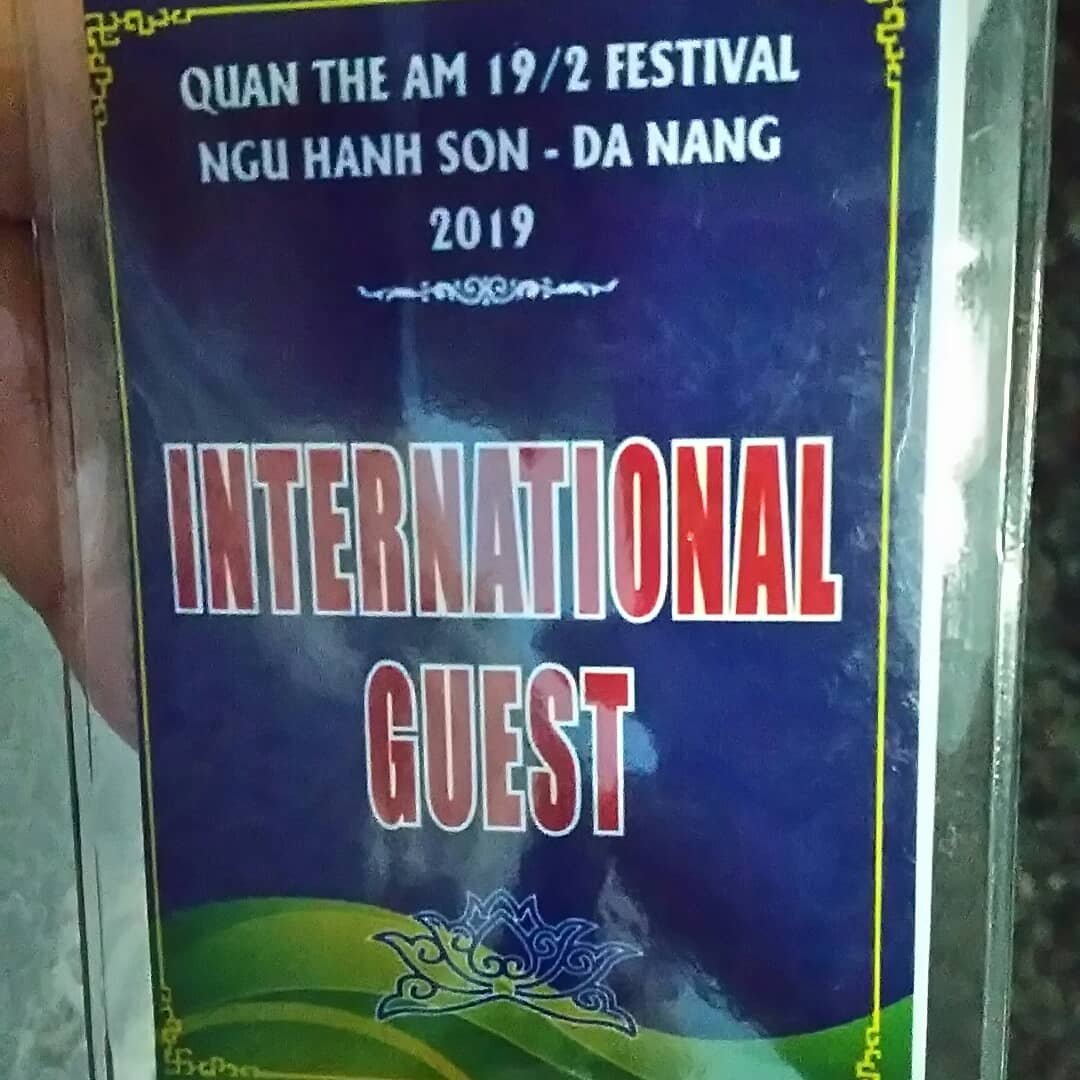 QUAN THE AM 19/2 FESTIVAL
NGU HANH SON - DA NANG
2019
INTERNATIONAL
GUEST